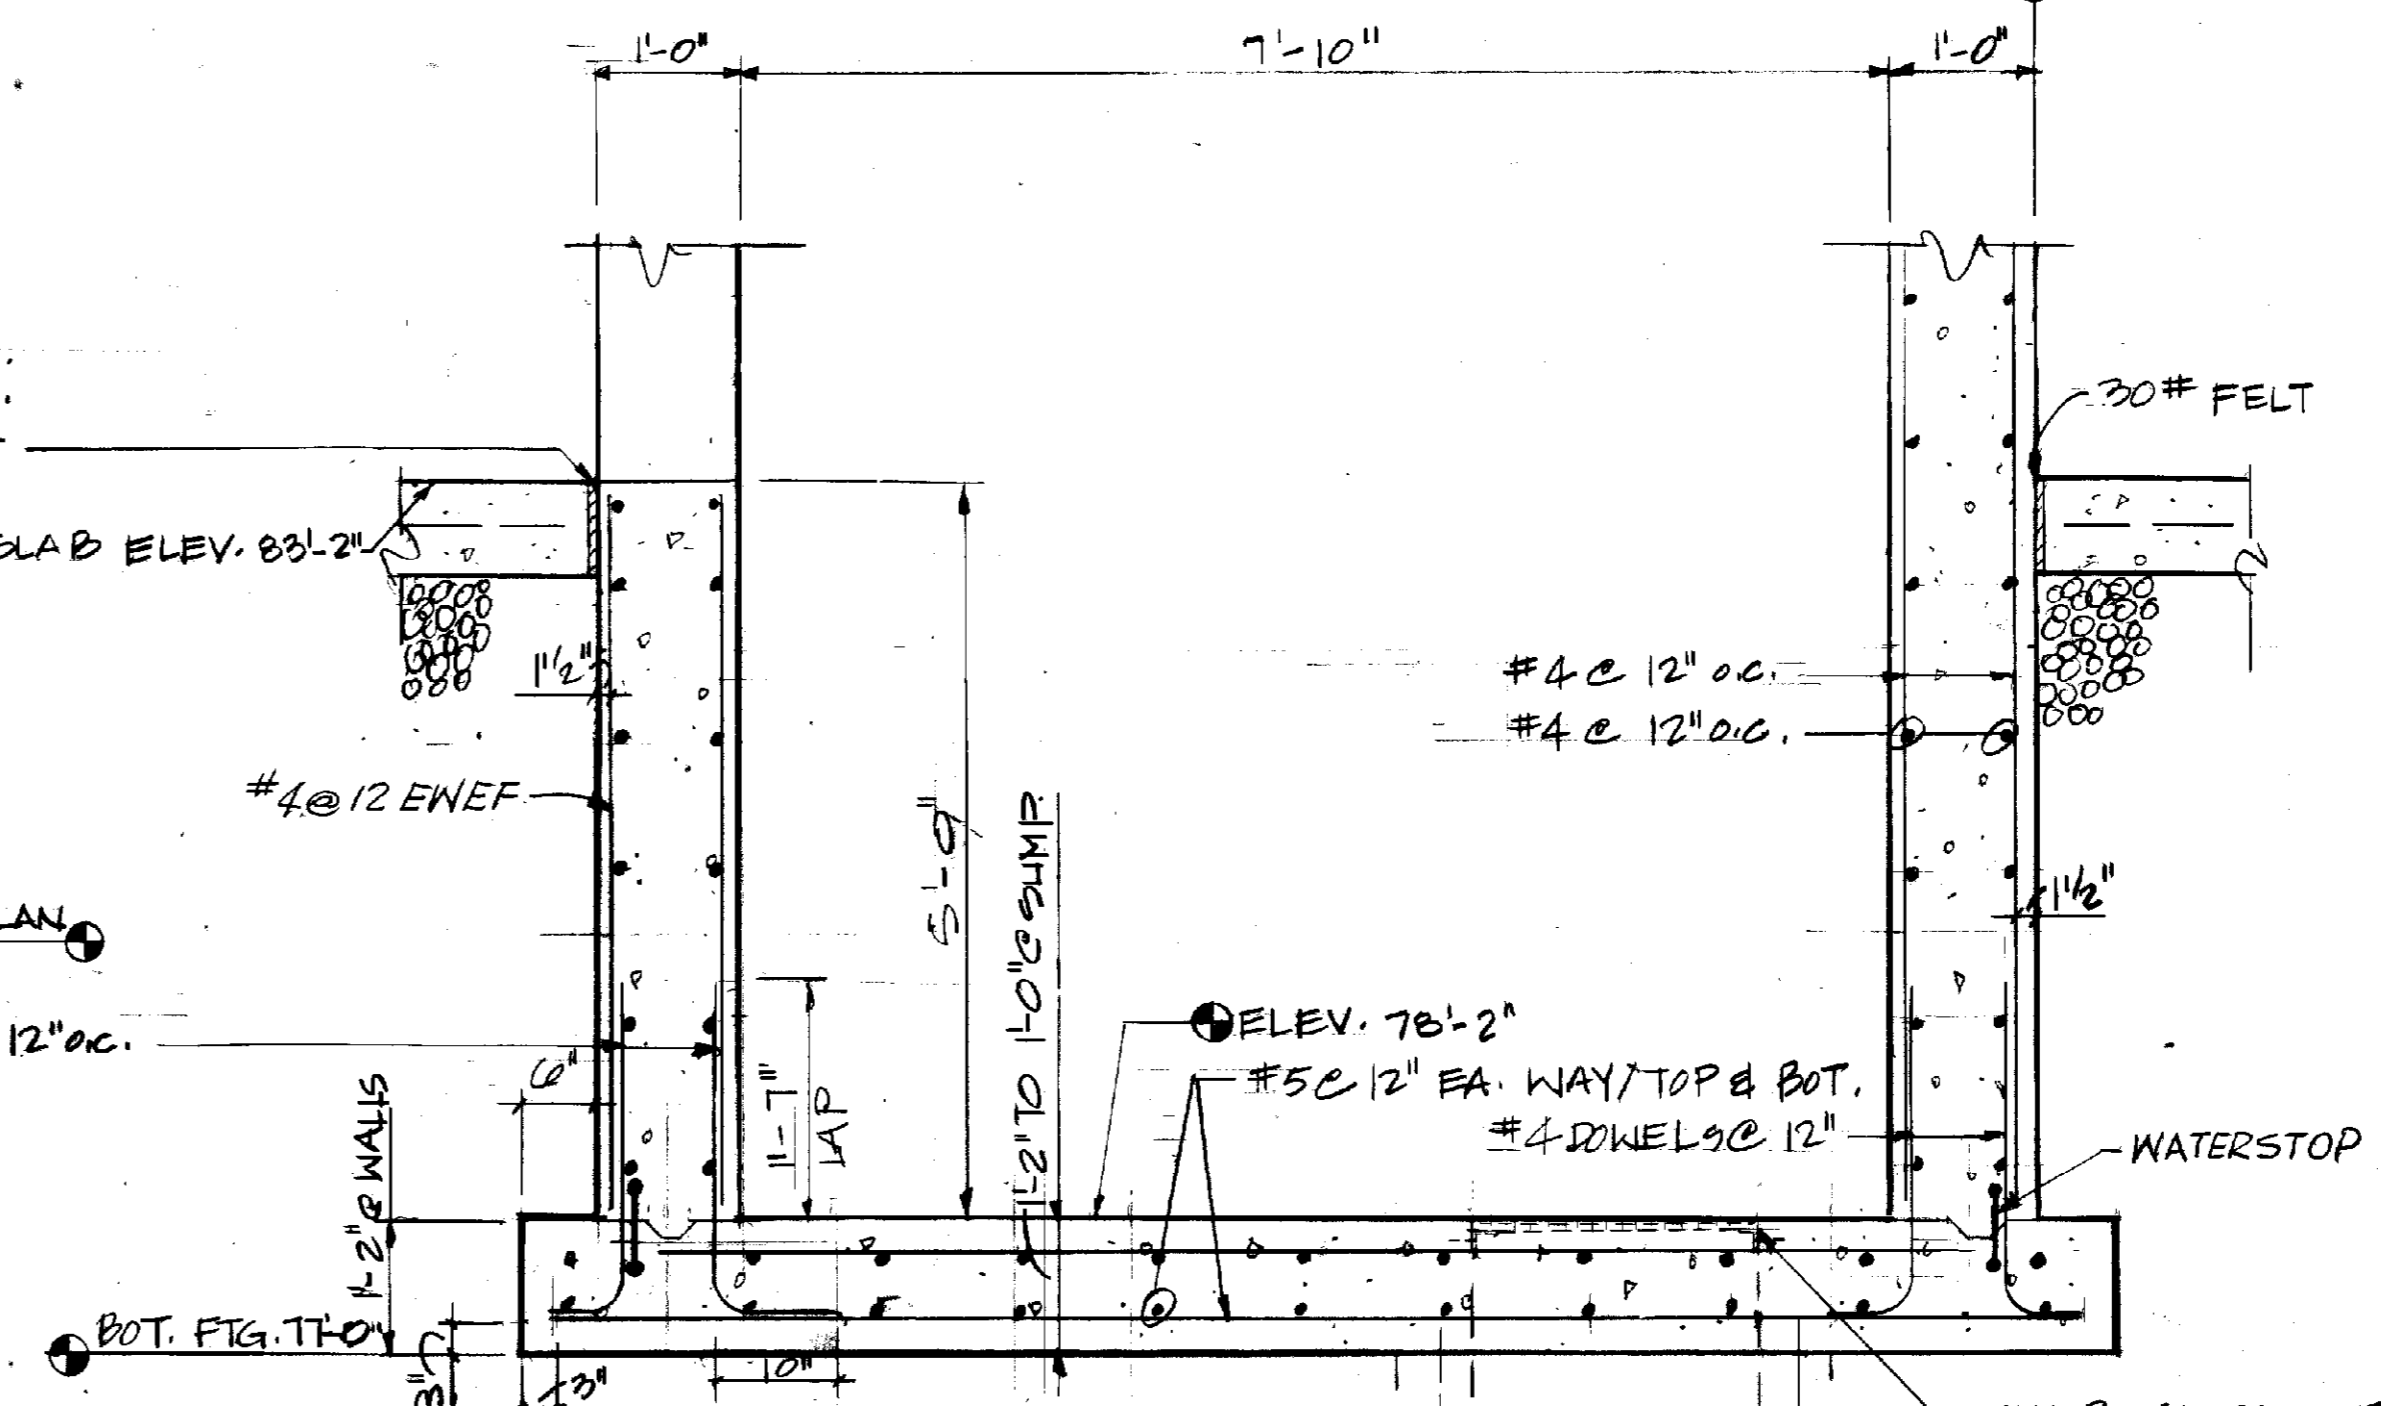 1'-0"
7'-10"
1'-0"
30# FELT
SLAB ELEV. 83'-2"
1 1/2"
#4 @ 12" o.c.
#4 @ 12" o.c.
#4@12 EWEF
5'-0"
1'-2" TO 1'-0" @ SUMP
1 1/2"
12" o.c.
6"
1'-7"
LAP
ELEV. 78'-2"
#5 @ 12" EA. WAY/TOP & BOT.
#4 DOWELS @ 12"
WATERSTOP
1'-2" @ WALLS
BOT. FTG. 77'-0"
3"
3"
10"